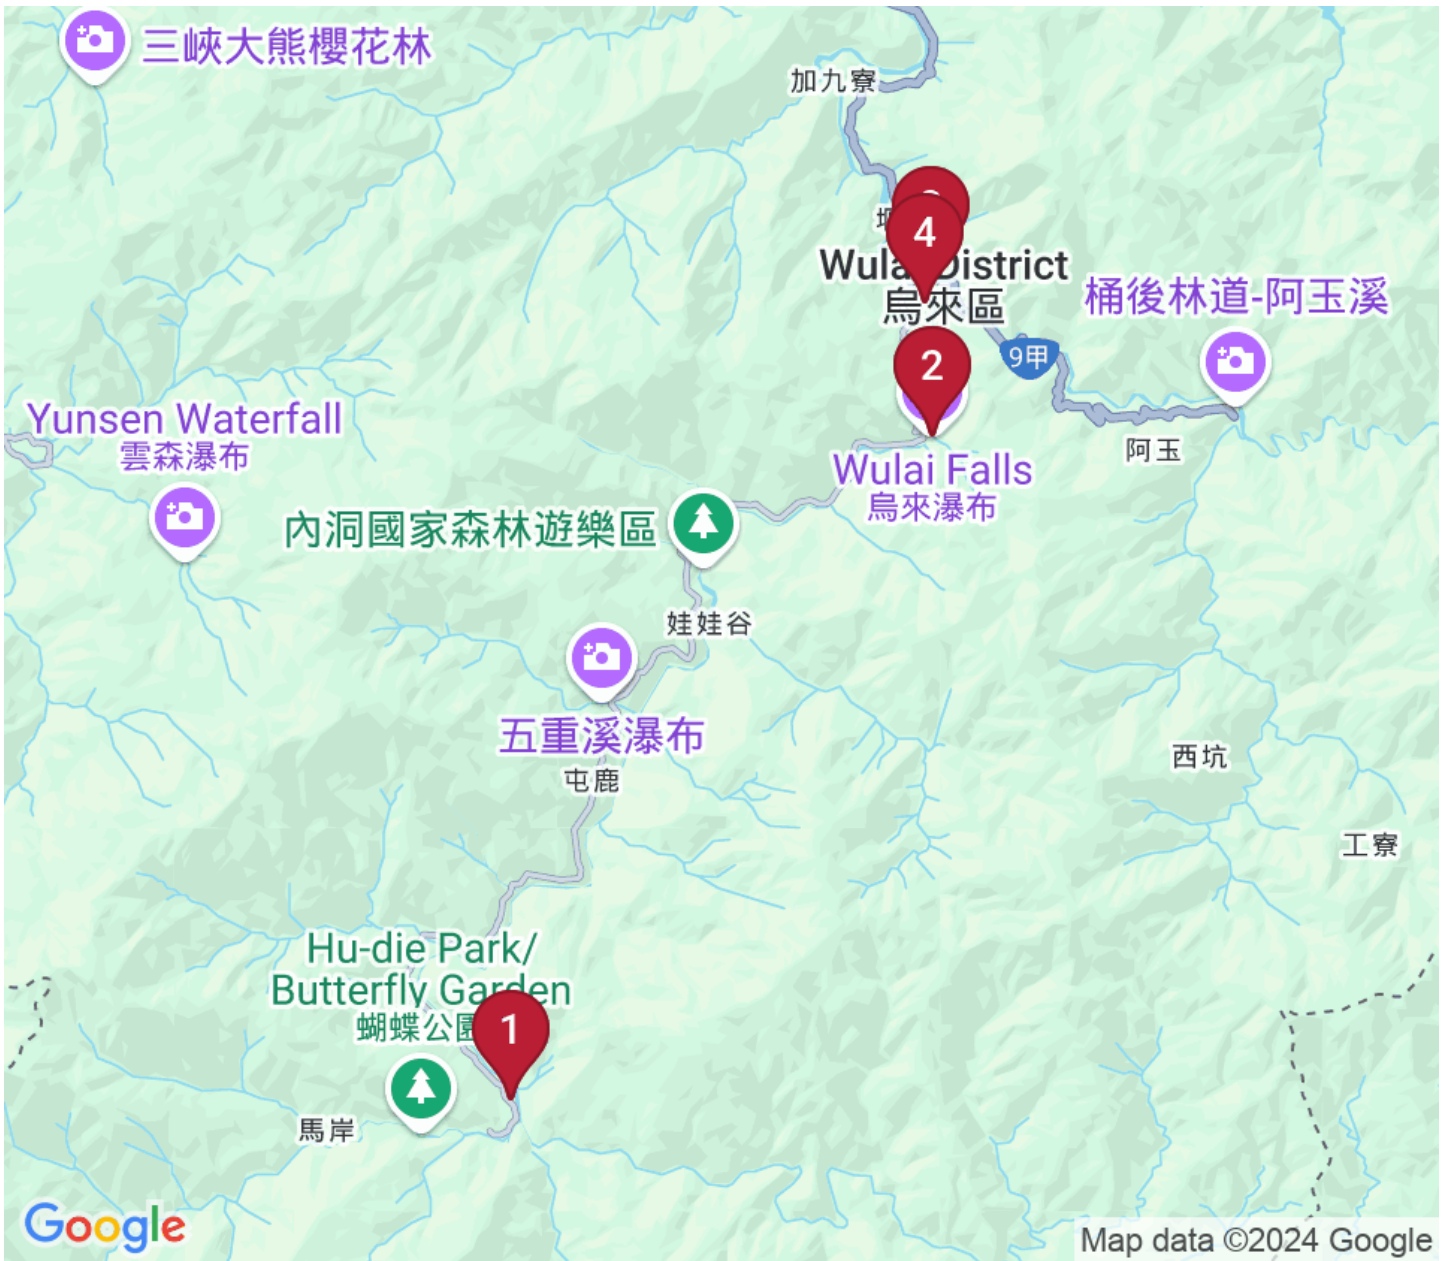 三峽大熊櫻花林
加九寮
4
Wulai District
烏來區
桶後林道-阿玉溪
9甲
2
Yunsen Waterfall
雲森瀑布
阿玉
Wulai Falls
烏來瀑布
內洞國家森林遊樂區
娃娃谷
五重溪瀑布
屯鹿
西坑
工寮
Hu-die Park/
Butterfly Garden
蝴蝶公園
1
馬岸
Google
Map data ©2024 Google